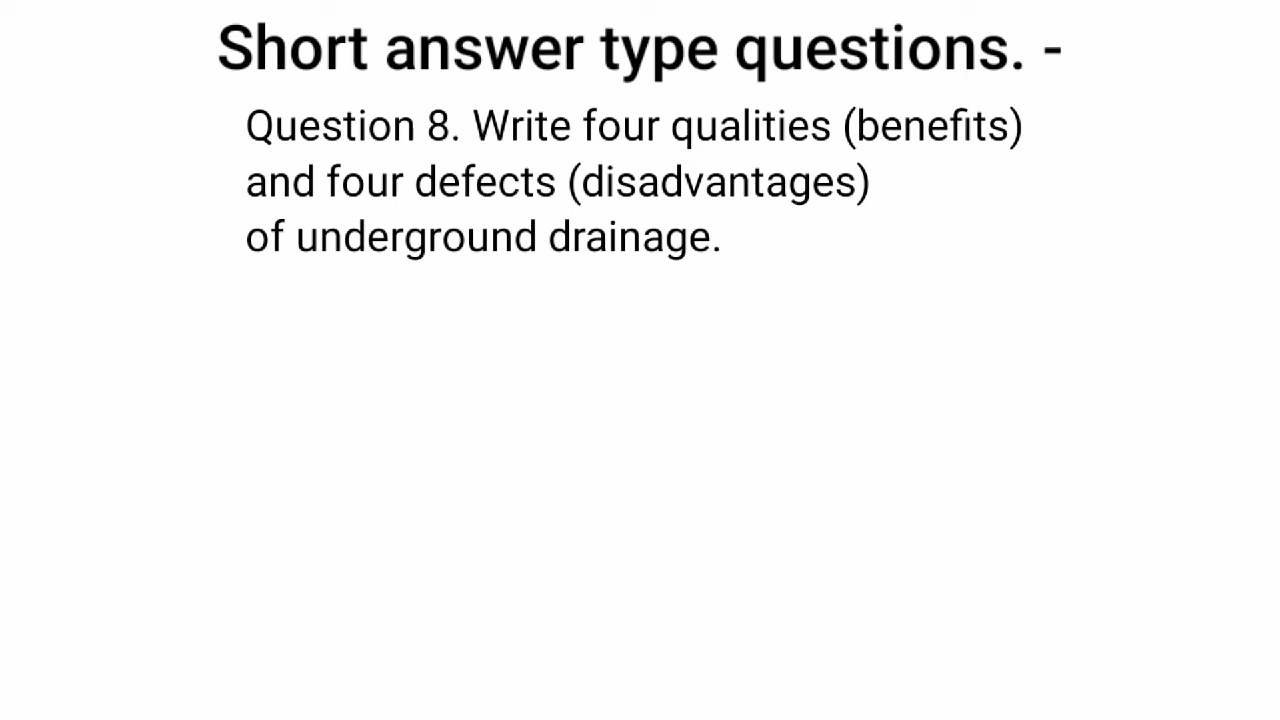 Short answer type questions. -
Question 8. Write four qualities (benefits)
and four defects (disadvantages)
of underground drainage.